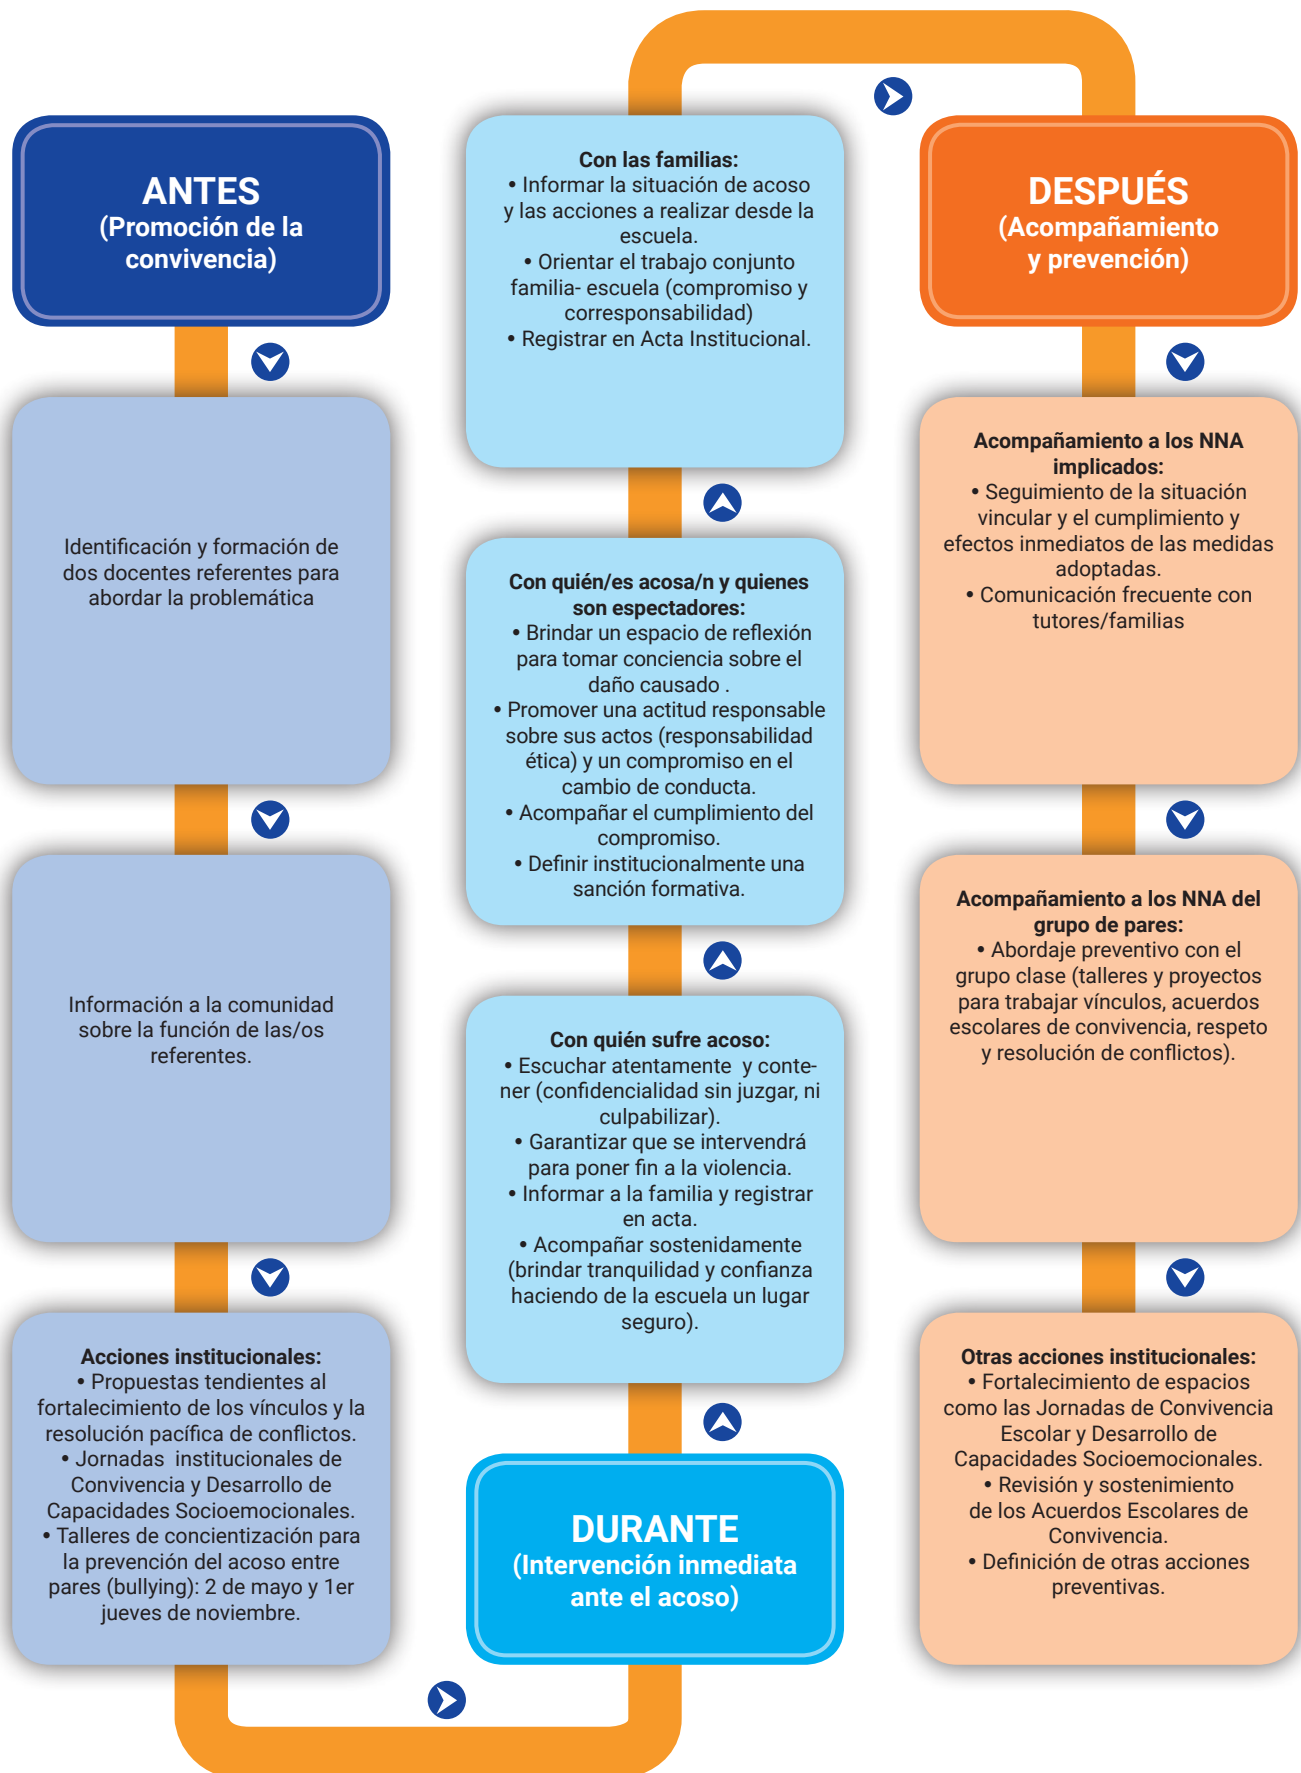 ANTES
(Promoción de la
convivencia)
Identificación y formación de
dos docentes referentes para
abordar la problemática
Información a la comunidad
sobre la función de las/os
referentes.
Acciones institucionales:
• Propuestas tendientes al
fortalecimiento de los vínculos y la
resolución pacífica de conflictos.
• Jornadas institucionales de
Convivencia y Desarrollo de
Capacidades Socioemocionales.
• Talleres de concientización para
la prevención del acoso entre
pares (bullying): 2 de mayo y 1er
jueves de noviembre.
DURANTE
(Intervención inmediata
ante el acoso)
Con quién sufre acoso:
• Escuchar atentamente y conte-
ner (confidencialidad sin juzgar, ni
culpabilizar).
• Garantizar que se intervendrá
para poner fin a la violencia.
• Informar a la familia y registrar
en acta.
• Acompañar sostenidamente
(brindar tranquilidad y confianza
haciendo de la escuela un lugar
seguro).
Con quién/es acosa/n y quienes
son espectadores:
• Brindar un espacio de reflexión
para tomar conciencia sobre el
daño causado .
• Promover una actitud responsable
sobre sus actos (responsabilidad
ética) y un compromiso en el
cambio de conducta.
• Acompañar el cumplimiento del
compromiso.
• Definir institucionalmente una
sanción formativa.
Con las familias:
• Informar la situación de acoso
y las acciones a realizar desde la
escuela.
• Orientar el trabajo conjunto
familia- escuela (compromiso y
corresponsabilidad)
• Registrar en Acta Institucional.
DESPUÉS
(Acompañamiento
y prevención)
Acompañamiento a los NNA
implicados:
• Seguimiento de la situación
vincular y el cumplimiento y
efectos inmediatos de las medidas
adoptadas.
• Comunicación frecuente con
tutores/familias
Acompañamiento a los NNA del
grupo de pares:
• Abordaje preventivo con el
grupo clase (talleres y proyectos
para trabajar vínculos, acuerdos
escolares de convivencia, respeto
y resolución de conflictos).
Otras acciones institucionales:
• Fortalecimiento de espacios
como las Jornadas de Convivencia
Escolar y Desarrollo de
Capacidades Socioemocionales.
• Revisión y sostenimiento
de los Acuerdos Escolares de
Convivencia.
• Definición de otras acciones
preventivas.